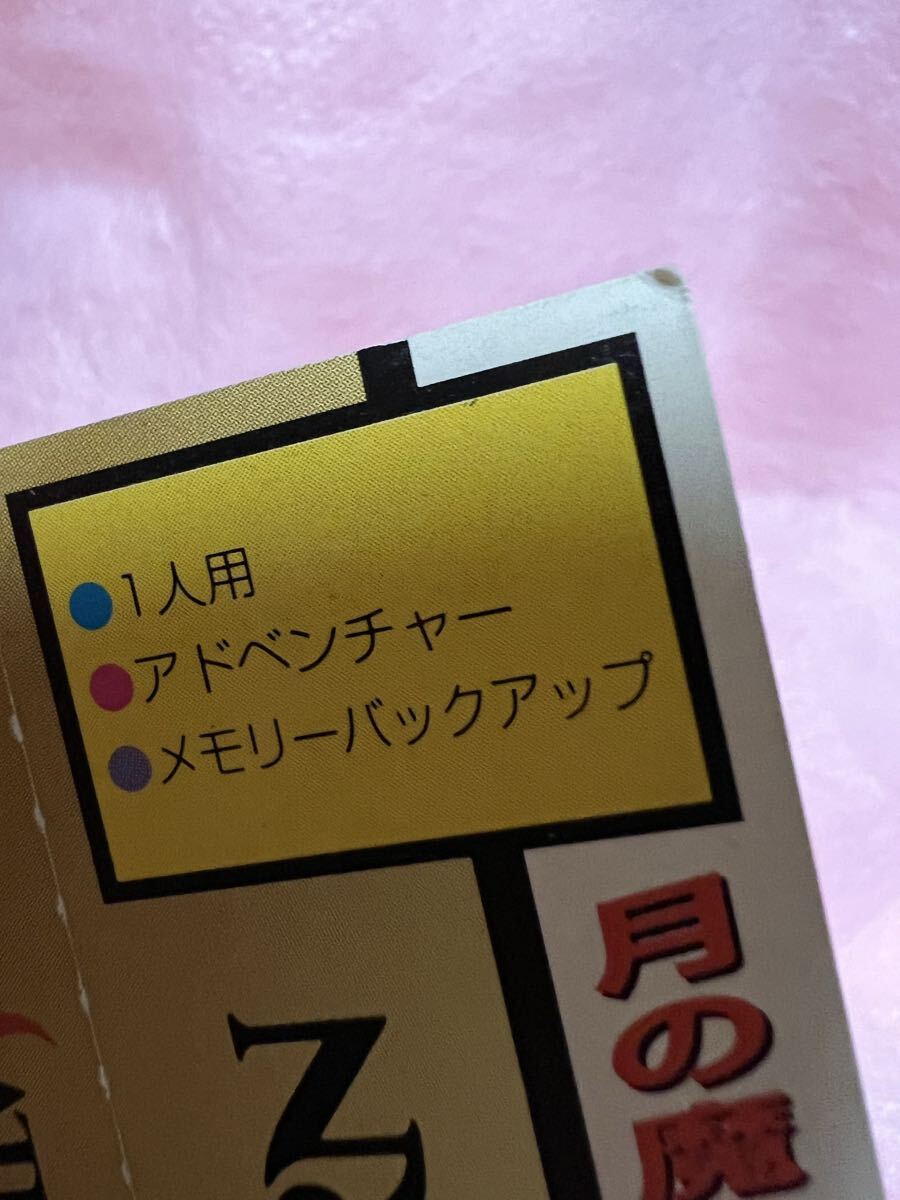 ●1人用
●アドベンチャー
●メモリーバックアップ
月の魔
N